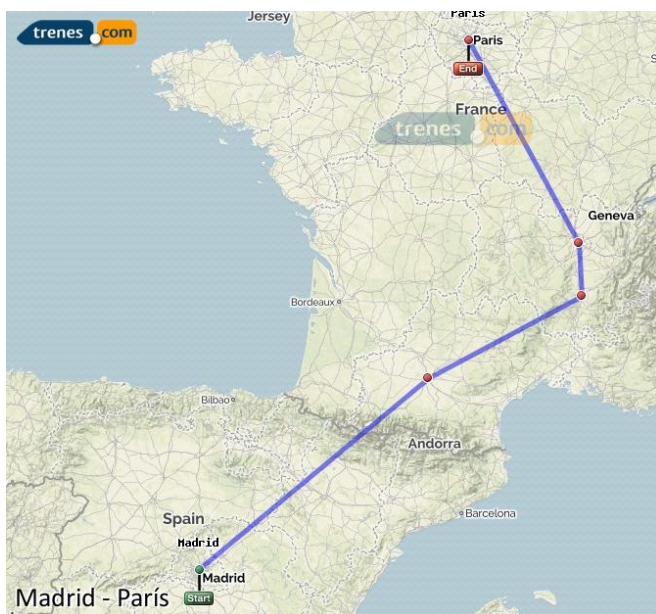 Jersey
París
trenes.com
Paris
End
France
trenes.com
Geneva
Bordeaux
Bilbao
Andorra
Spain
Barcelona
Madrid
Madrid
Madrid - París
Start